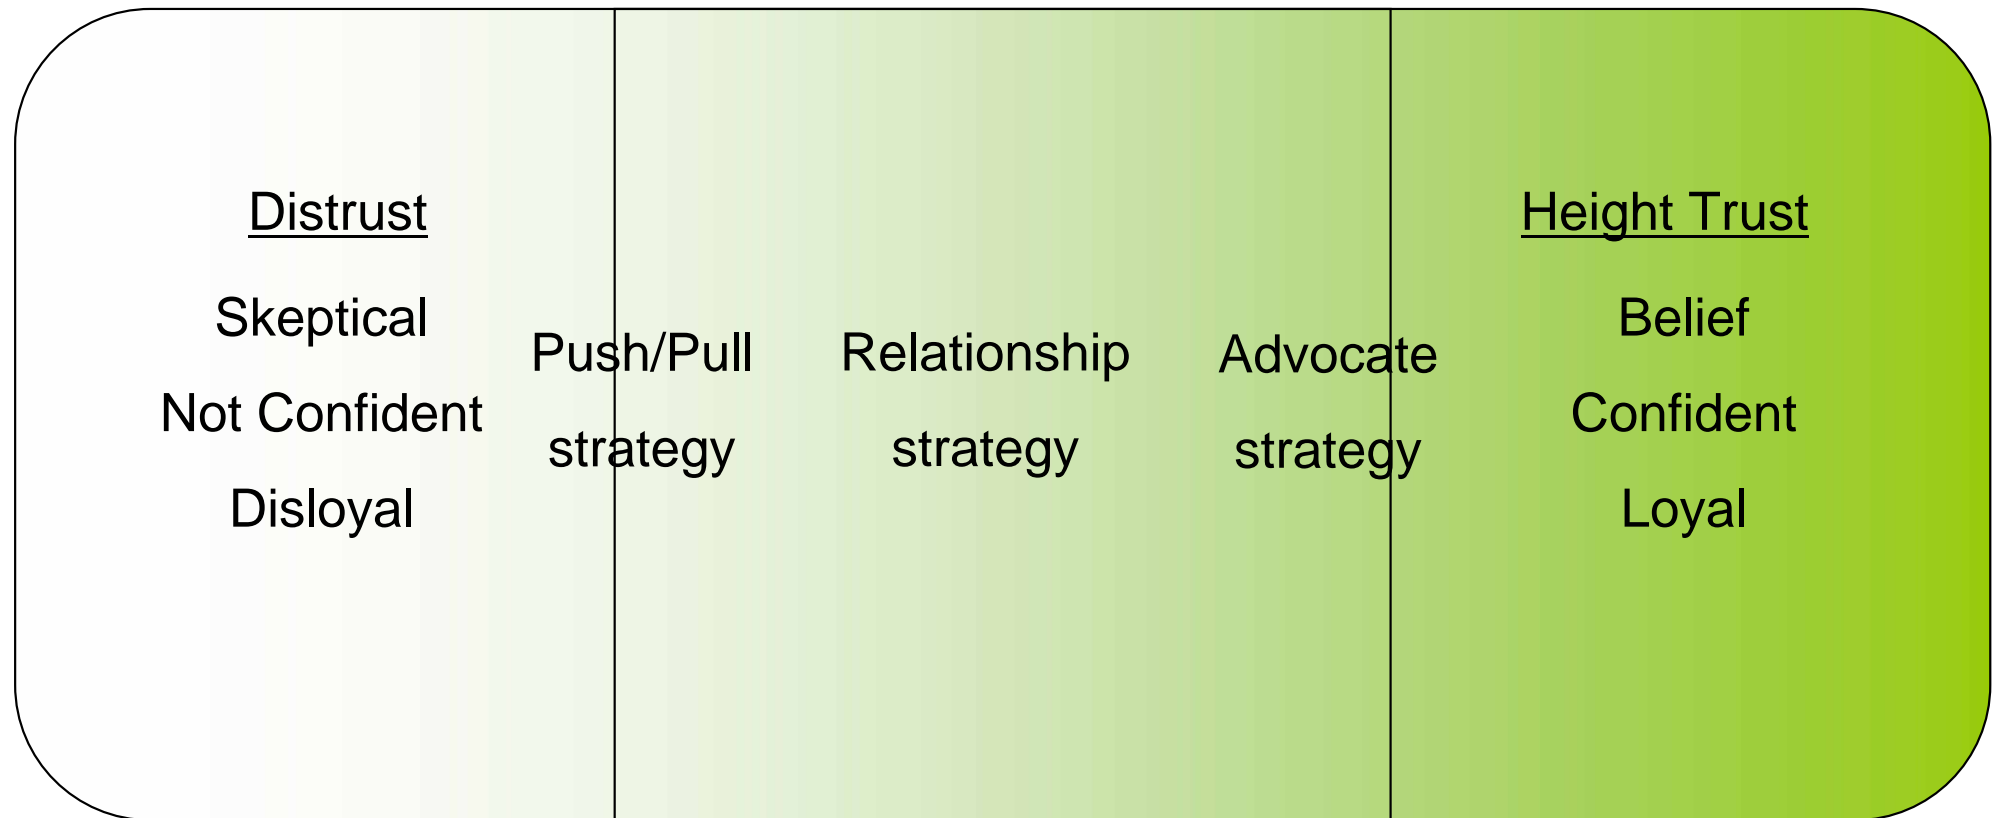 Distrust
Skeptical
Not Confident
Disloyal
Push/Pull
strategy
Relationship
strategy
Advocate
strategy
Height Trust
Belief
Confident
Loyal